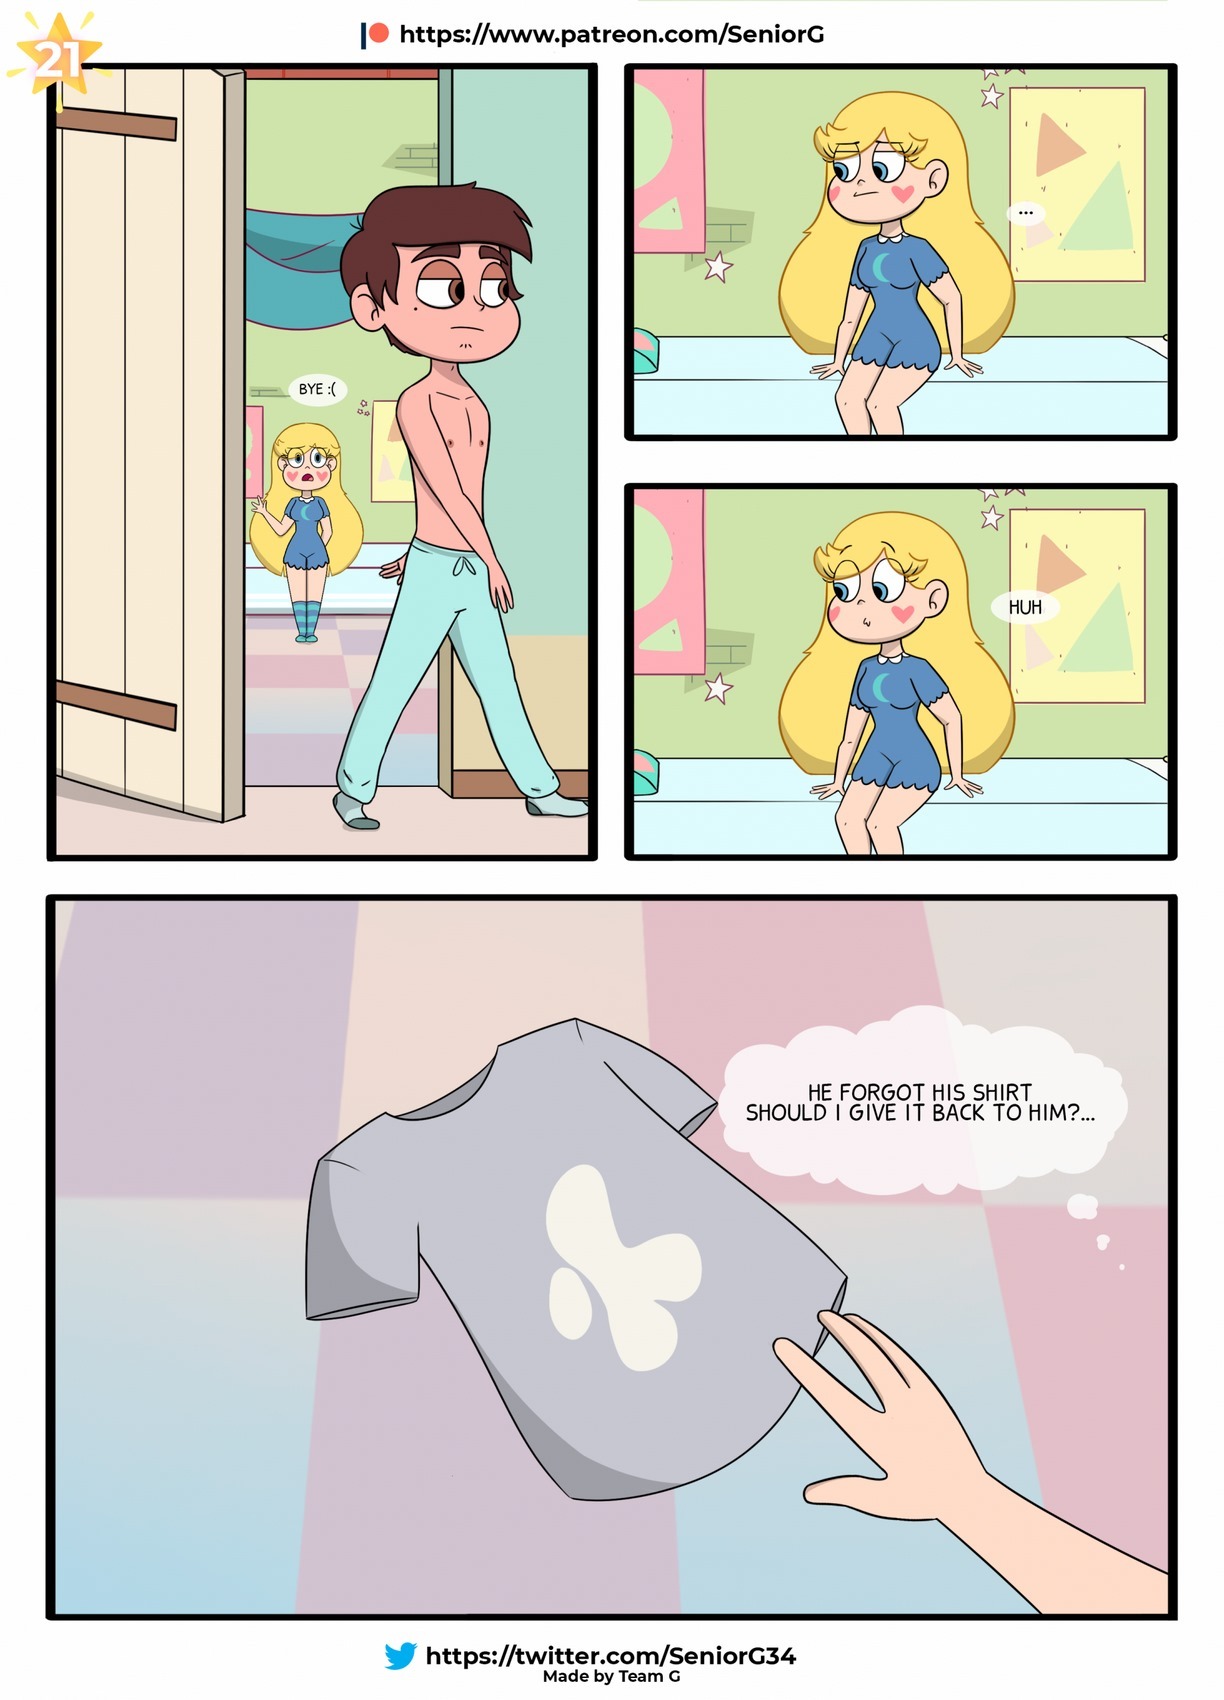 21
https://www.patreon.com/SeniorG
BYE :(
...
HUH
HE FORGOT HIS SHIRT
SHOULD I GIVE IT BACK TO HIM?...
https://twitter.com/SeniorG34
Made by Team G